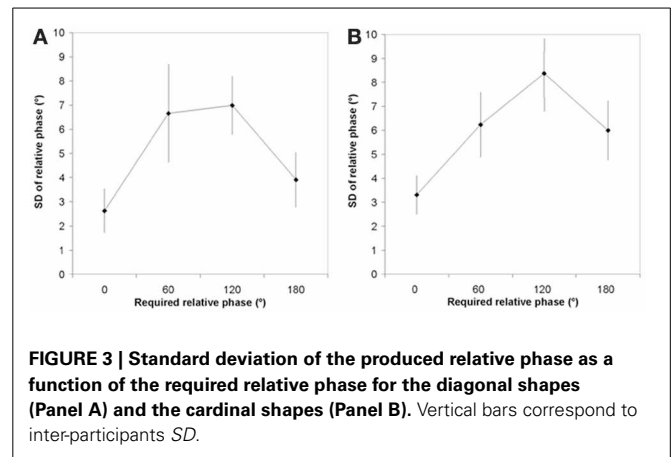 A
10
9
8
7
6
5
4
3
2
1
0
SD of relative phase (°)
0 60 120 180
Required relative phase (°)
B
10
9
8
7
6
5
4
3
2
1
0
SD of relative phase (°)
0 60 120 180
Required relative phase (°)
FIGURE 3 | Standard deviation of the produced relative phase as a
function of the required relative phase for the diagonal shapes
(Panel A) and the cardinal shapes (Panel B). Vertical bars correspond to
inter-participants SD.